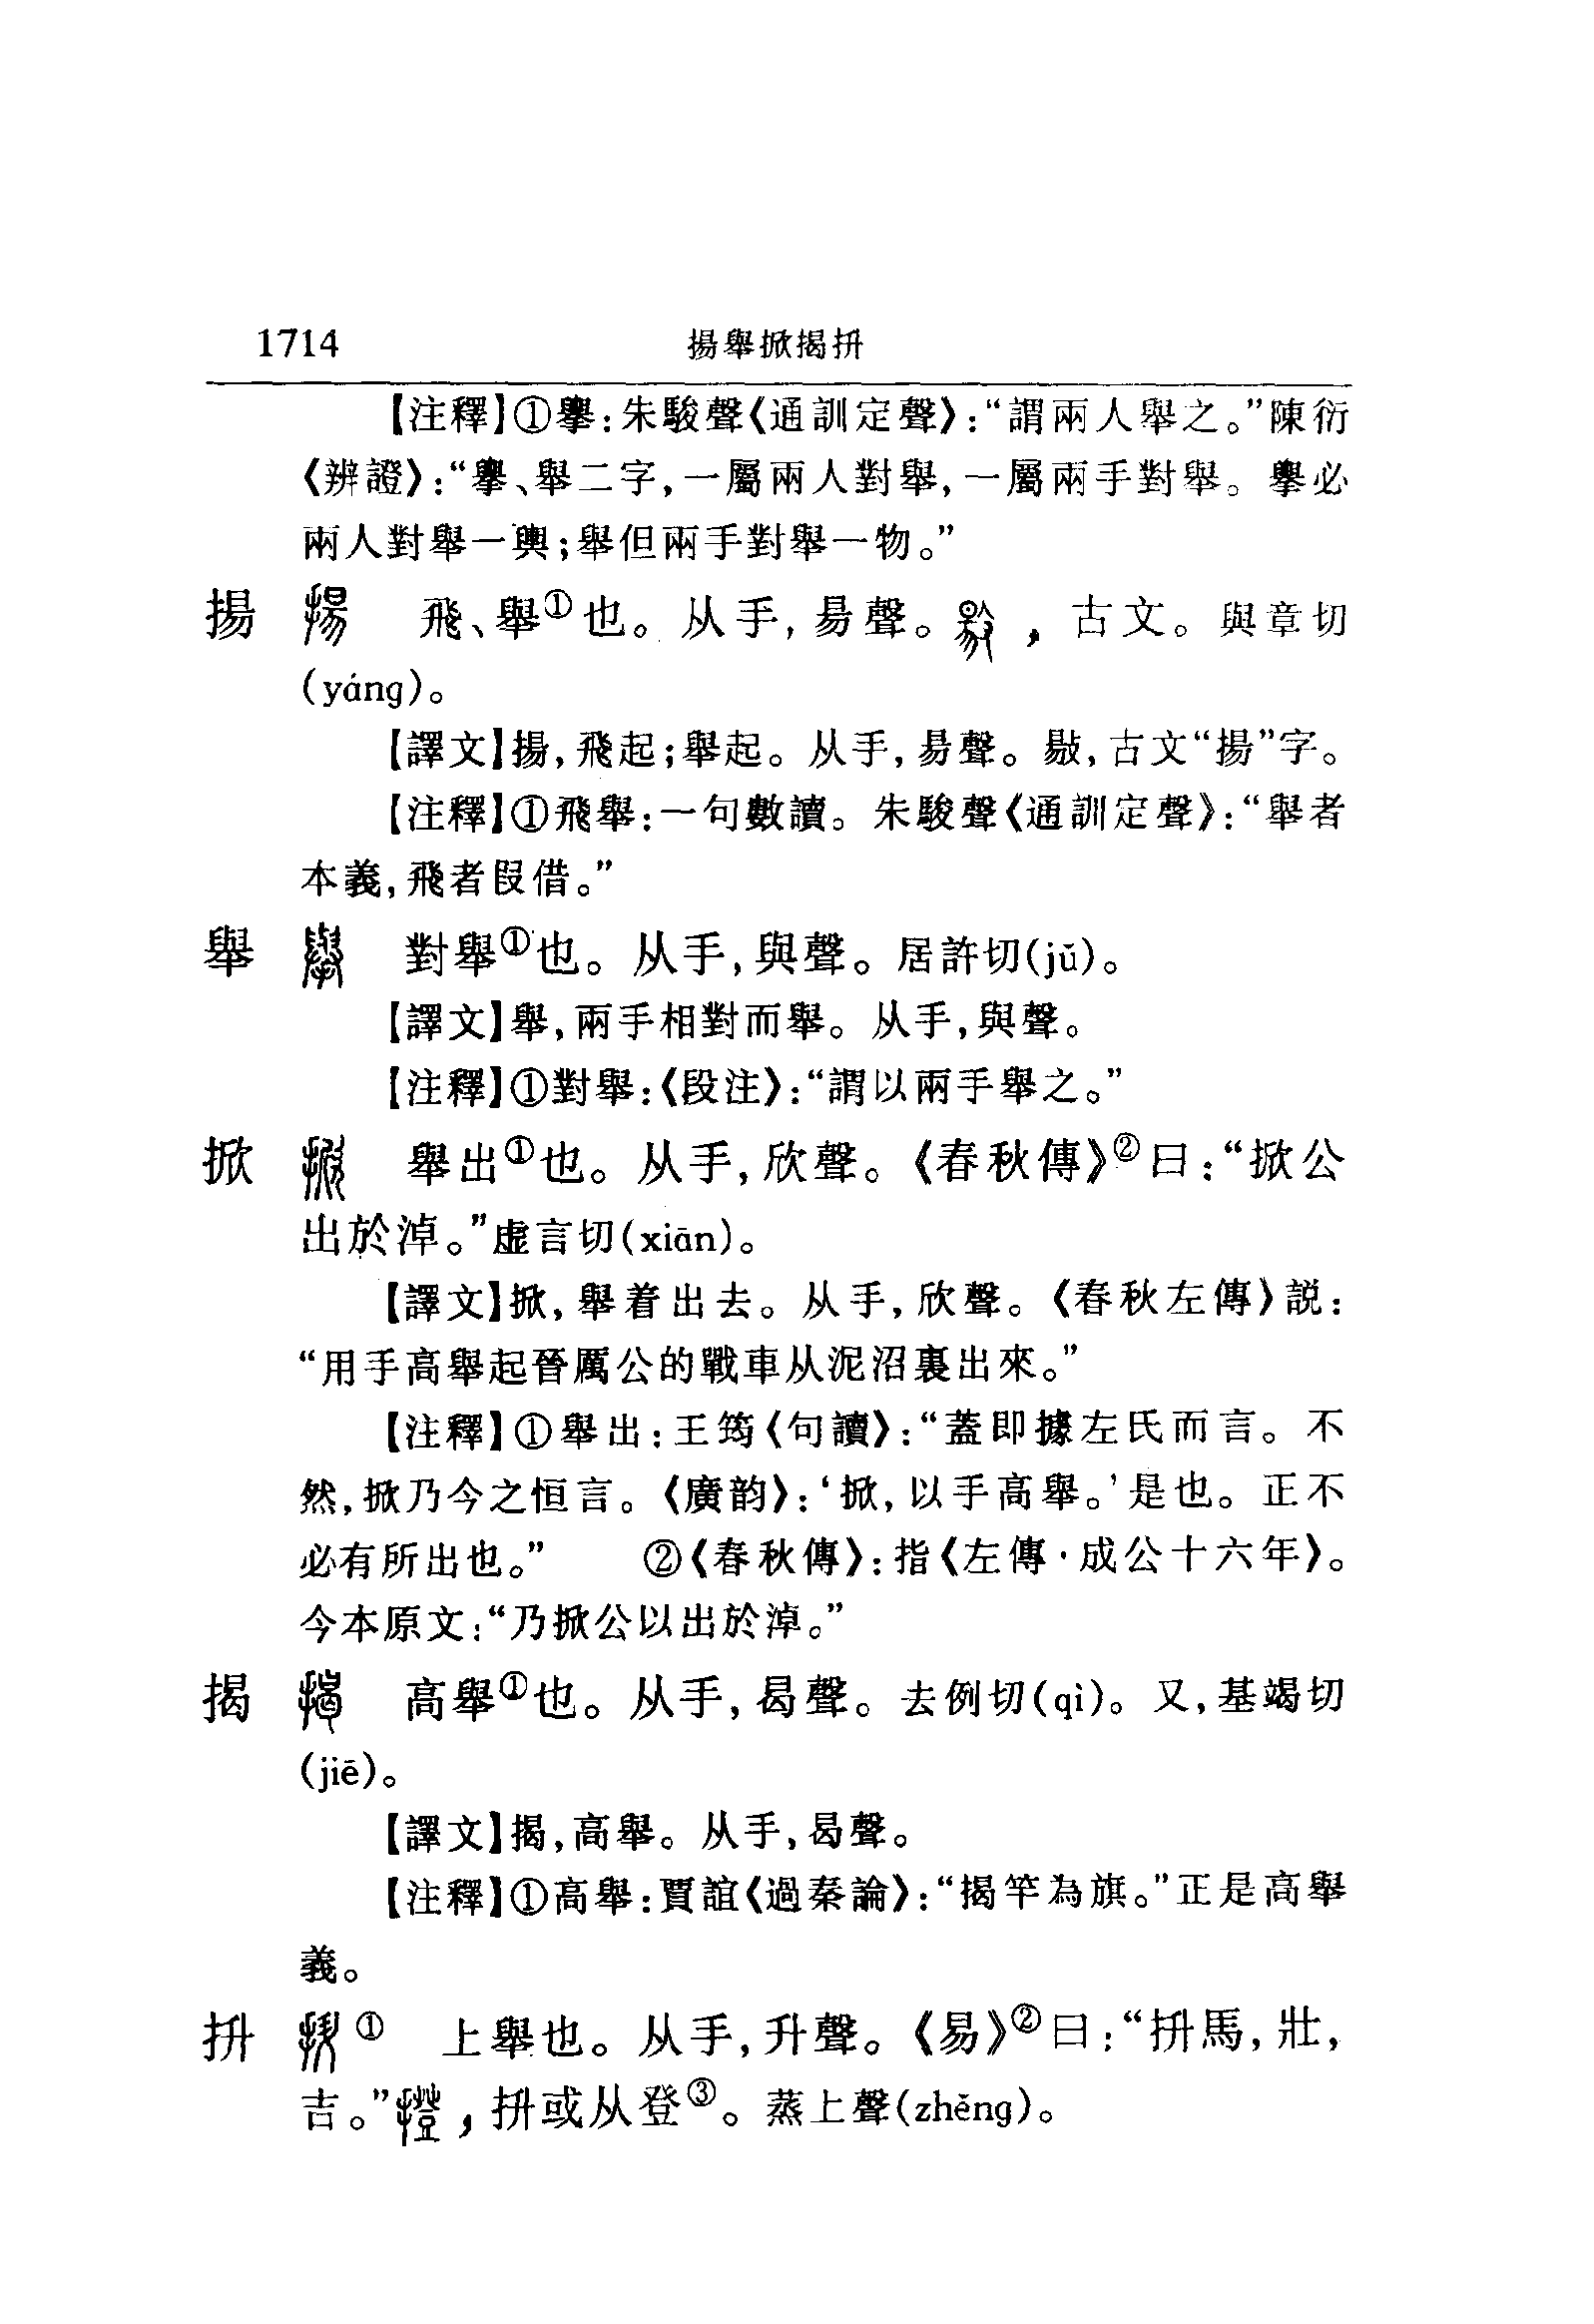 1714 揚舉掀揭抍
【注釋】①擧:朱駿聲《通訓定聲》:“謂兩人舉之。”陳衍
《辨證》:“擧、舉二字,一屬兩人對舉,一屬兩手對舉。擧必
兩人對舉一輿;舉但兩手對舉一物。”
揚 飛、舉①也。从手,昜聲。,古文。與章切
(yáng)。
【譯文】揚,飛起;舉起。从手,昜聲。敭,古文“揚”字。
【注釋】①飛舉:一句數讀。朱駿聲《通訓定聲》:“舉者
本義,飛者叚借。”
舉 對舉①也。从手,與聲。居許切(jǔ)。
【譯文】舉,兩手相對而舉。从手,與聲。
【注釋】①對舉:《段注》:“謂以兩手舉之。”
掀 舉出①也。从手,欣聲。《春秋傳》②曰:“掀公
出於淖。”虛言切(xiān)。
【譯文】掀,舉着出去。从手,欣聲。《春秋左傳》説:
“用手高舉起晉厲公的戰車从泥沼裏出來。”
【注釋】①舉出:王筠《句讀》:“蓋即據左氏而言。不
然,掀乃今之恒言。《廣韵》:‘掀,以手高舉。’是也。正不
必有所出也。” ②《春秋傳》:指《左傳·成公十六年》。
今本原文:“乃掀公以出於淖。”
揭 高舉①也。从手,曷聲。去例切(qì)。又,基竭切
(jiē)。
【譯文】揭,高舉。从手,曷聲。
【注釋】①高舉:賈誼《過秦論》:“揭竿為旗。”正是高舉
義。
抍 ① 上舉也。从手,升聲。《易》②曰:“抍馬,壯,
吉。”,抍或从登③。蒸上聲(zhěng)。